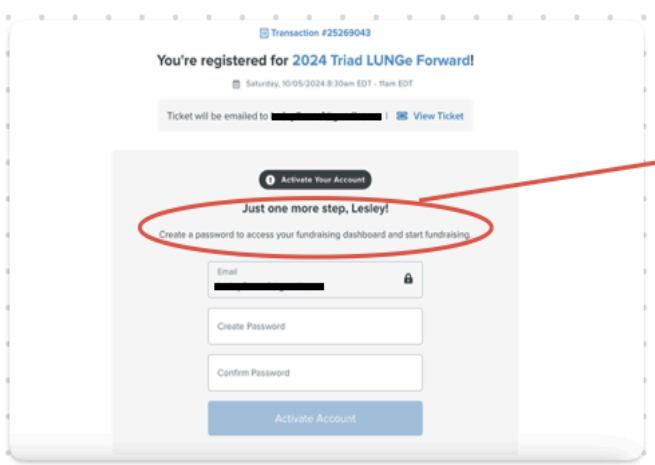 Transaction #25269043
You're registered for 2024 Triad LUNGe Forward!
Saturday, 10/05/2024 8:30am EDT - 11am EDT
Ticket will be emailed to | View Ticket
Activate Your Account
Just one more step, Lesley!
Create a password to access your fundraising dashboard and start fundraising.
Email
Create Password
Confirm Password
Activate Account